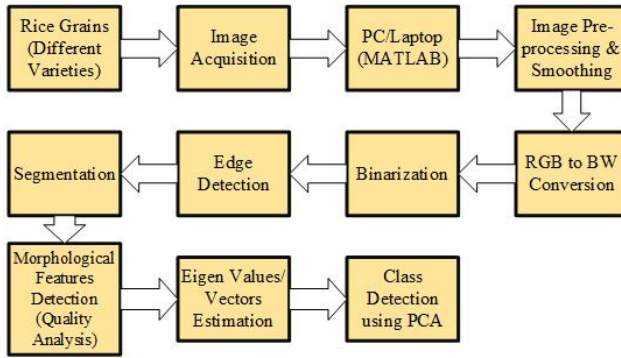 Rice Grains
(Different
Varieties)
Image
Acquisition
PC/Laptop
(MATLAB)
Image Pre-
processing &
Smoothing
RGB to BW
Conversion
Binarization
Edge
Detection
Segmentation
Morphological
Features
Detection
(Quality
Analysis)
Eigen Values/
Vectors
Estimation
Class
Detection
using PCA